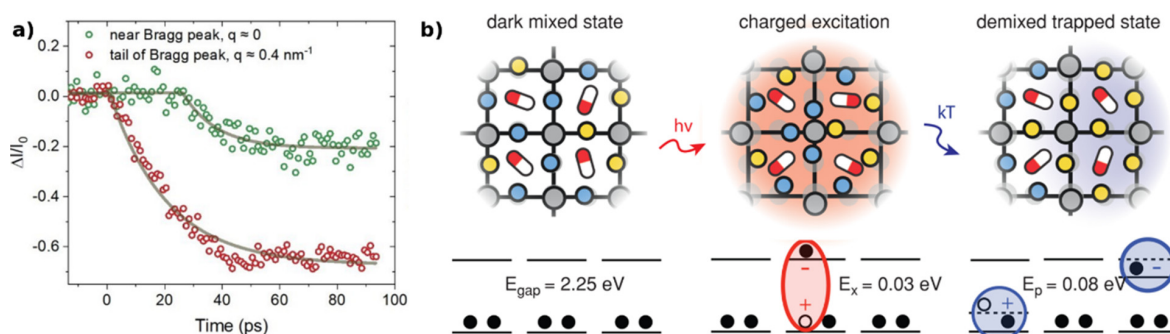 a)
near Bragg peak, q ≈ 0
tail of Bragg peak, q ≈ 0.4 nm⁻¹
0.2
0.0
-0.2
-0.4
-0.6
ΔI/I₀
0 20 40 60 80 100
Time (ps)
b)
dark mixed state
charged excitation
demixed trapped state
hν
kT
E_gap = 2.25 eV
−
+
E_x = 0.03 eV
+
−
E_p = 0.08 eV